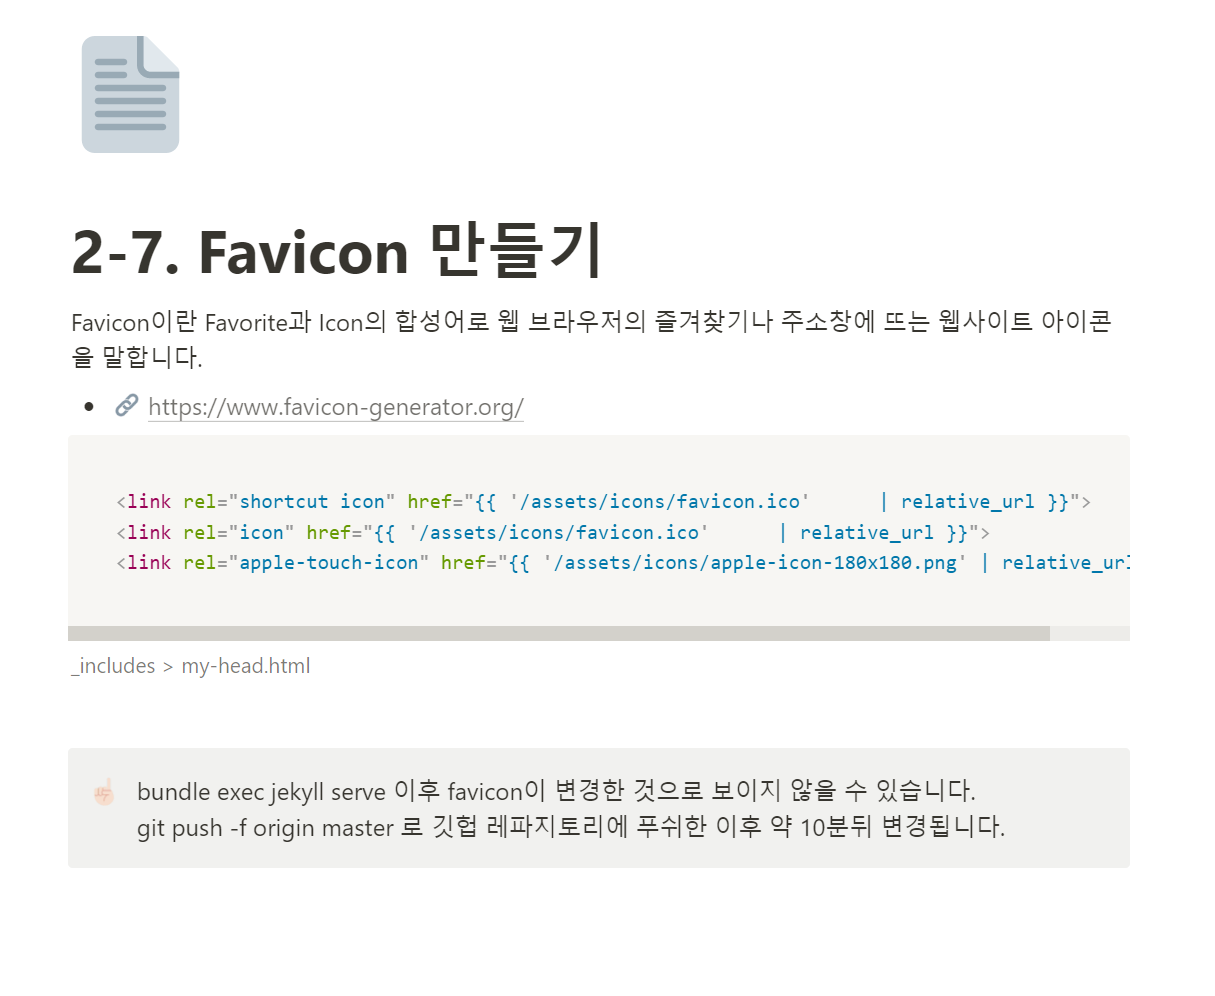 2-7. Favicon 만들기
Favicon이란 Favorite과 Icon의 합성어로 웹 브라우저의 즐겨찾기나 주소창에 뜨는 웹사이트 아이콘
을 말합니다.
• 🔗 https://www.favicon-generator.org/
<link rel="shortcut icon" href="{{ '/assets/icons/favicon.ico'      | relative_url }}">
<link rel="icon" href="{{ '/assets/icons/favicon.ico'      | relative_url }}">
<link rel="apple-touch-icon" href="{{ '/assets/icons/apple-icon-180x180.png' | relative_url
_includes > my-head.html
☝🏻 bundle exec jekyll serve 이후 favicon이 변경한 것으로 보이지 않을 수 있습니다.
git push -f origin master 로 깃헙 레파지토리에 푸쉬한 이후 약 10분뒤 변경됩니다.